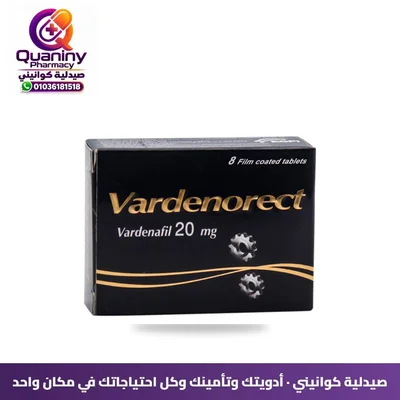 Quaniny
Pharmacy
صيدلية كوانيني
01036181518
8 Film coated tablets
Vardenorect
Vardenafil 20 mg
صيدلية كوانيني · أدويتك وتأمينك وكل احتياجاتك في مكان واحد